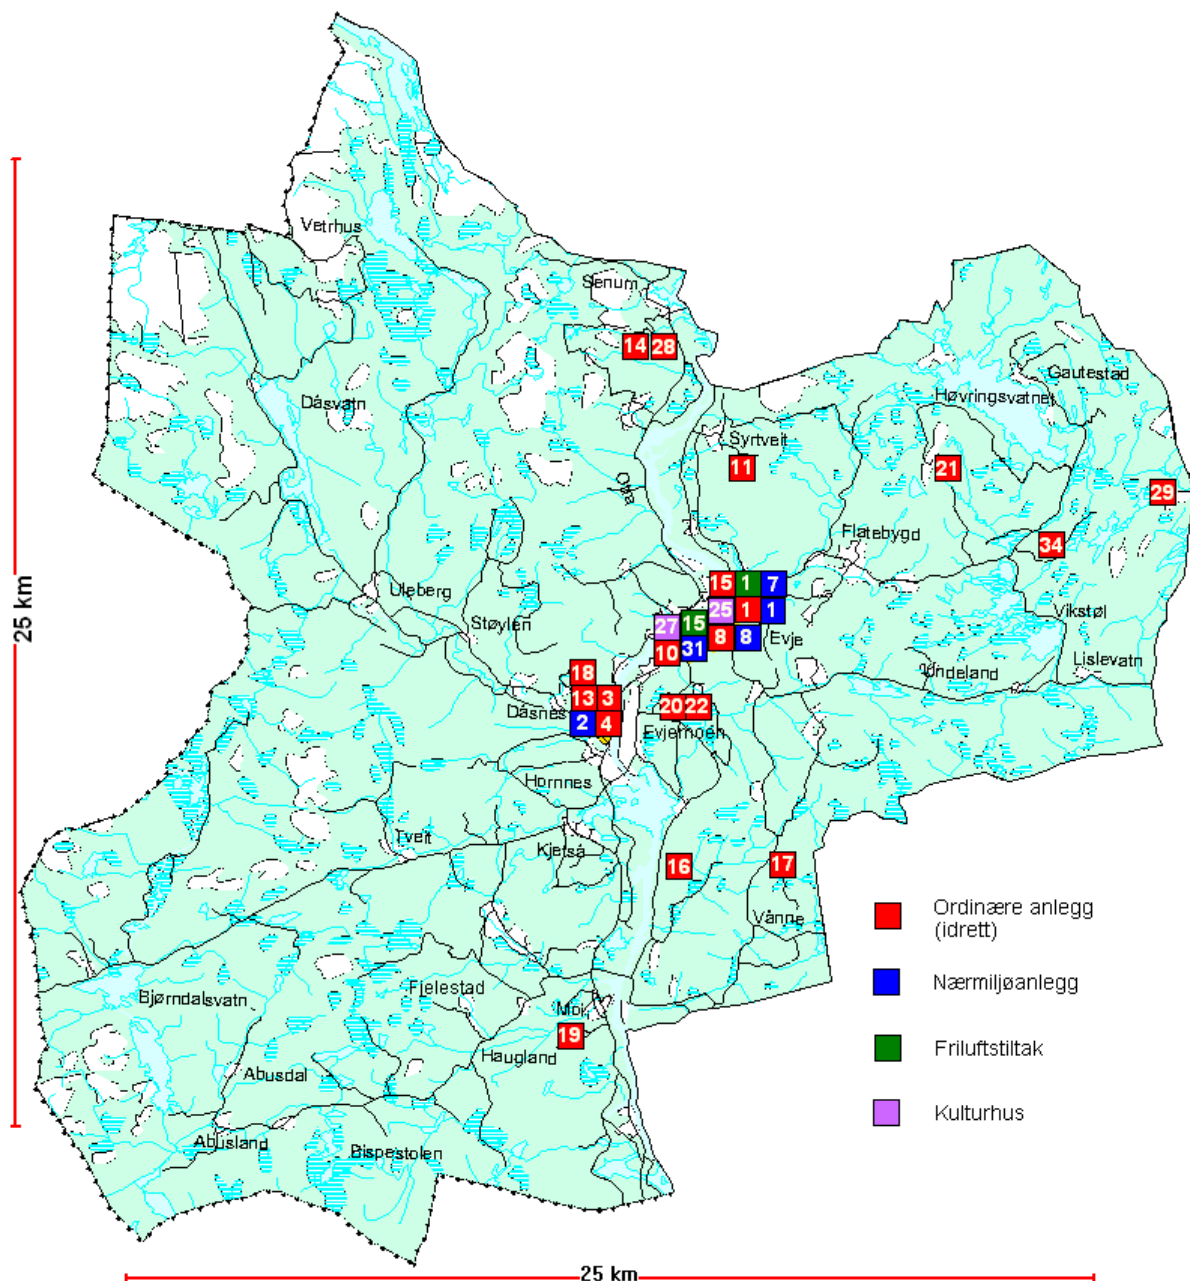 Vetrhus
Senum
14 28
Gautestad
Høvringsvatnet
Dåsvatn
Syrtveit
11
21
Otra
29
Flatebygd
34
25 km
15 1 7
Uleberg
25 1 1
Vikstøl
Støylen
27 15
8 8
Evje
10 31
Lislevatn
18
Undeland
13 3
Dåsnes
20 22
2 4
Evjemoen
Hornnes
Tveit
Kjetså
16
17
Vånne
Ordinære anlegg
(idrett)
Nærmiljøanlegg
Fjelestad
Bjørndalsvatn
Moi
19
Haugland
Friluftstiltak
Abusdal
Kulturhus
Abusland
Bispestolen
25 km